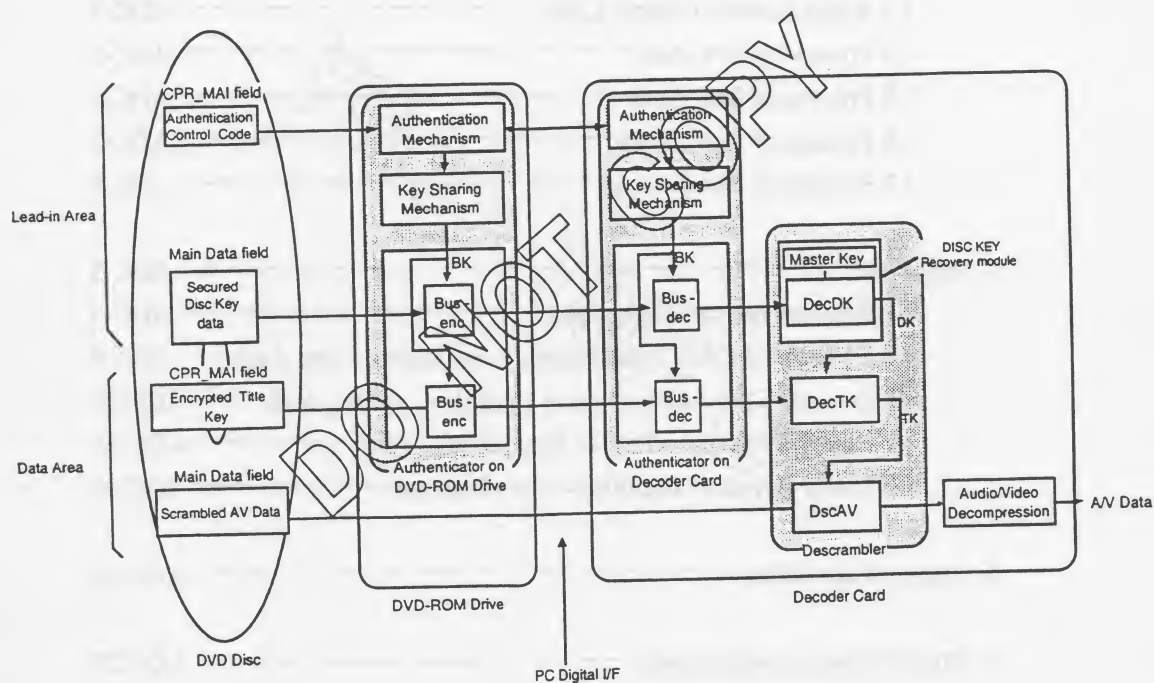 CPR_MAI field
Authentication
Control Code
Lead-in Area
Main Data field
Secured
Disc Key
data
CPR_MAI field
Encrypted Title
Key
Data Area
Main Data field
Scrambled AV Data
DVD Disc
Authentication
Mechanism
Key Sharing
Mechanism
BK
Bus -
enc
Bus -
enc
Authenticator on
DVD-ROM Drive
DVD-ROM Drive
PC Digital I/F
Authentication
Mechanism
Key Sharing
Mechanism
BK
Bus -
dec
Bus -
dec
Authenticator on
Decoder Card
Master Key
DISC KEY
Recovery module
DecDK
DK
DecTK
TK
DscAV
Descrambler
Audio/Video
Decompression
A/V Data
Decoder Card
DO NOT COPY